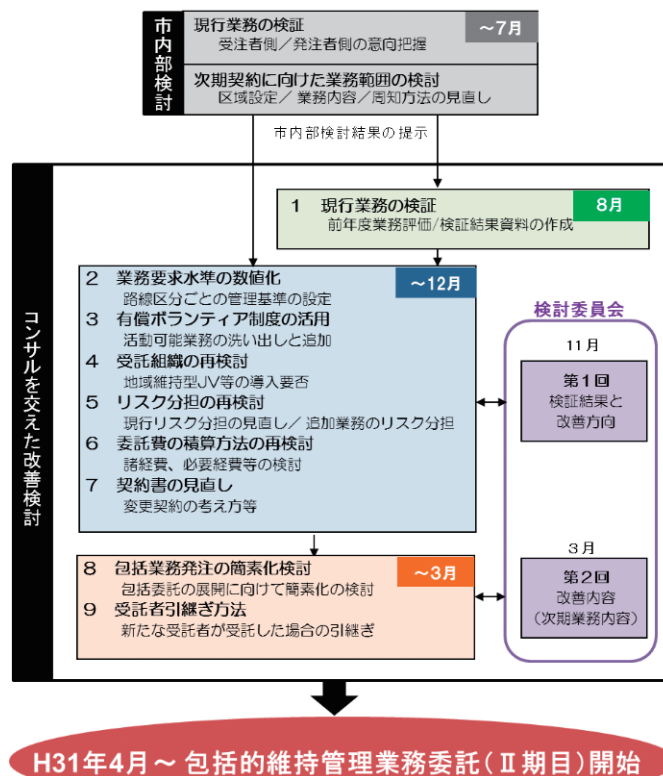 市内部検討
現行業務の検証
～7月
受注者側／発注者側の意向把握
次期契約に向けた業務範囲の検討
区域設定／業務内容／周知方法の見直し
市内部検討結果の提示
コンサルを交えた改善検討
1 現行業務の検証
8月
前年度業務評価/検証結果資料の作成
2 業務要求水準の数値化
～12月
路線区分ごとの管理基準の設定
3 有償ボランティア制度の活用
活動可能業務の洗い出しと追加
4 受託組織の再検討
地域維持型JV等の導入要否
5 リスク分担の再検討
現行リスク分担の見直し／追加業務のリスク分担
6 委託費の積算方法の再検討
諸経費、必要経費等の検討
7 契約書の見直し
変更契約の考え方等
検討委員会
11月
第1回
検証結果と
改善方向
8 包括業務発注の簡素化検討
～3月
包括委託の展開に向けて簡素化の検討
9 受託者引継ぎ方法
新たな受託者が受託した場合の引継ぎ
3月
第2回
改善内容
（次期業務内容）
H31年4月～ 包括的維持管理業務委託（Ⅱ期目）開始